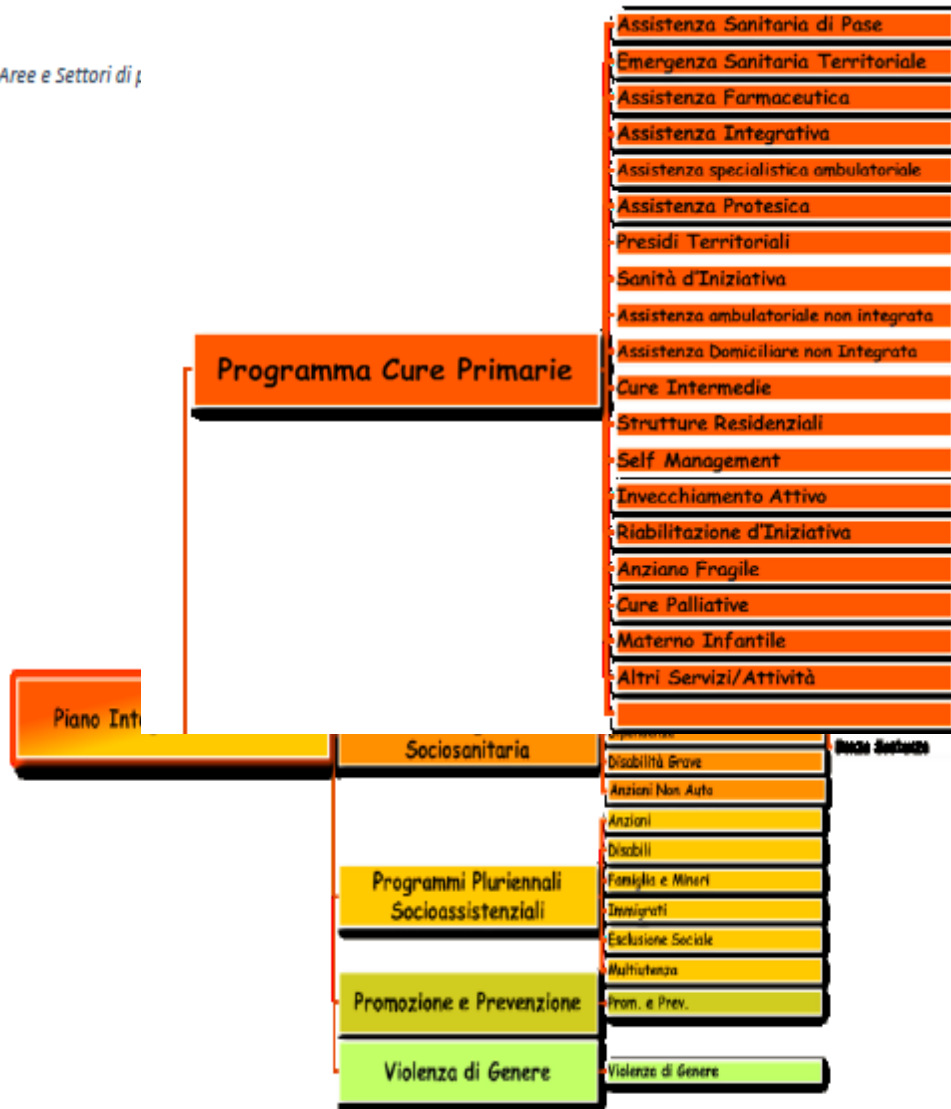 Aree e Settori di p
Assistenza Sanitaria di Pase
Emergenza Sanitaria Territoriale
Assistenza Farmaceutica
Assistenza Integrativa
Assistenza specialistica ambulatoriale
Assistenza Protesica
Presidi Territoriali
Sanità d'Iniziativa
Assistenza ambulatoriale non integrata
Assistenza Domiciliare non Integrata
Programma Cure Primarie
Cure Intermedie
Strutture Residenziali
Self Management
Invecchiamento Attivo
Riabilitazione d'Iniziativa
Anziano Fragile
Cure Palliative
Materno Infantile
Altri Servizi/Attività
Piano Int
Sociosanitaria
Disabilità Grave
Anziani Non Auto
Anziani
Disabili
Programmi Pluriennali
Socioassistenziali
Famiglia e Minori
Immigrati
Esclusione Sociale
Multiutenza
Promozione e Prevenzione
Prom. e Prev.
Violenza di Genere
Violenza di Genere